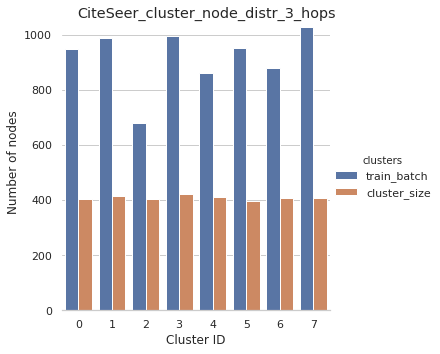 CiteSeer_cluster_node_distr_3_hops
1000
800
600
400
200
0
Number of nodes
0 1 2 3 4 5 6 7
Cluster ID
clusters
train_batch
cluster_size